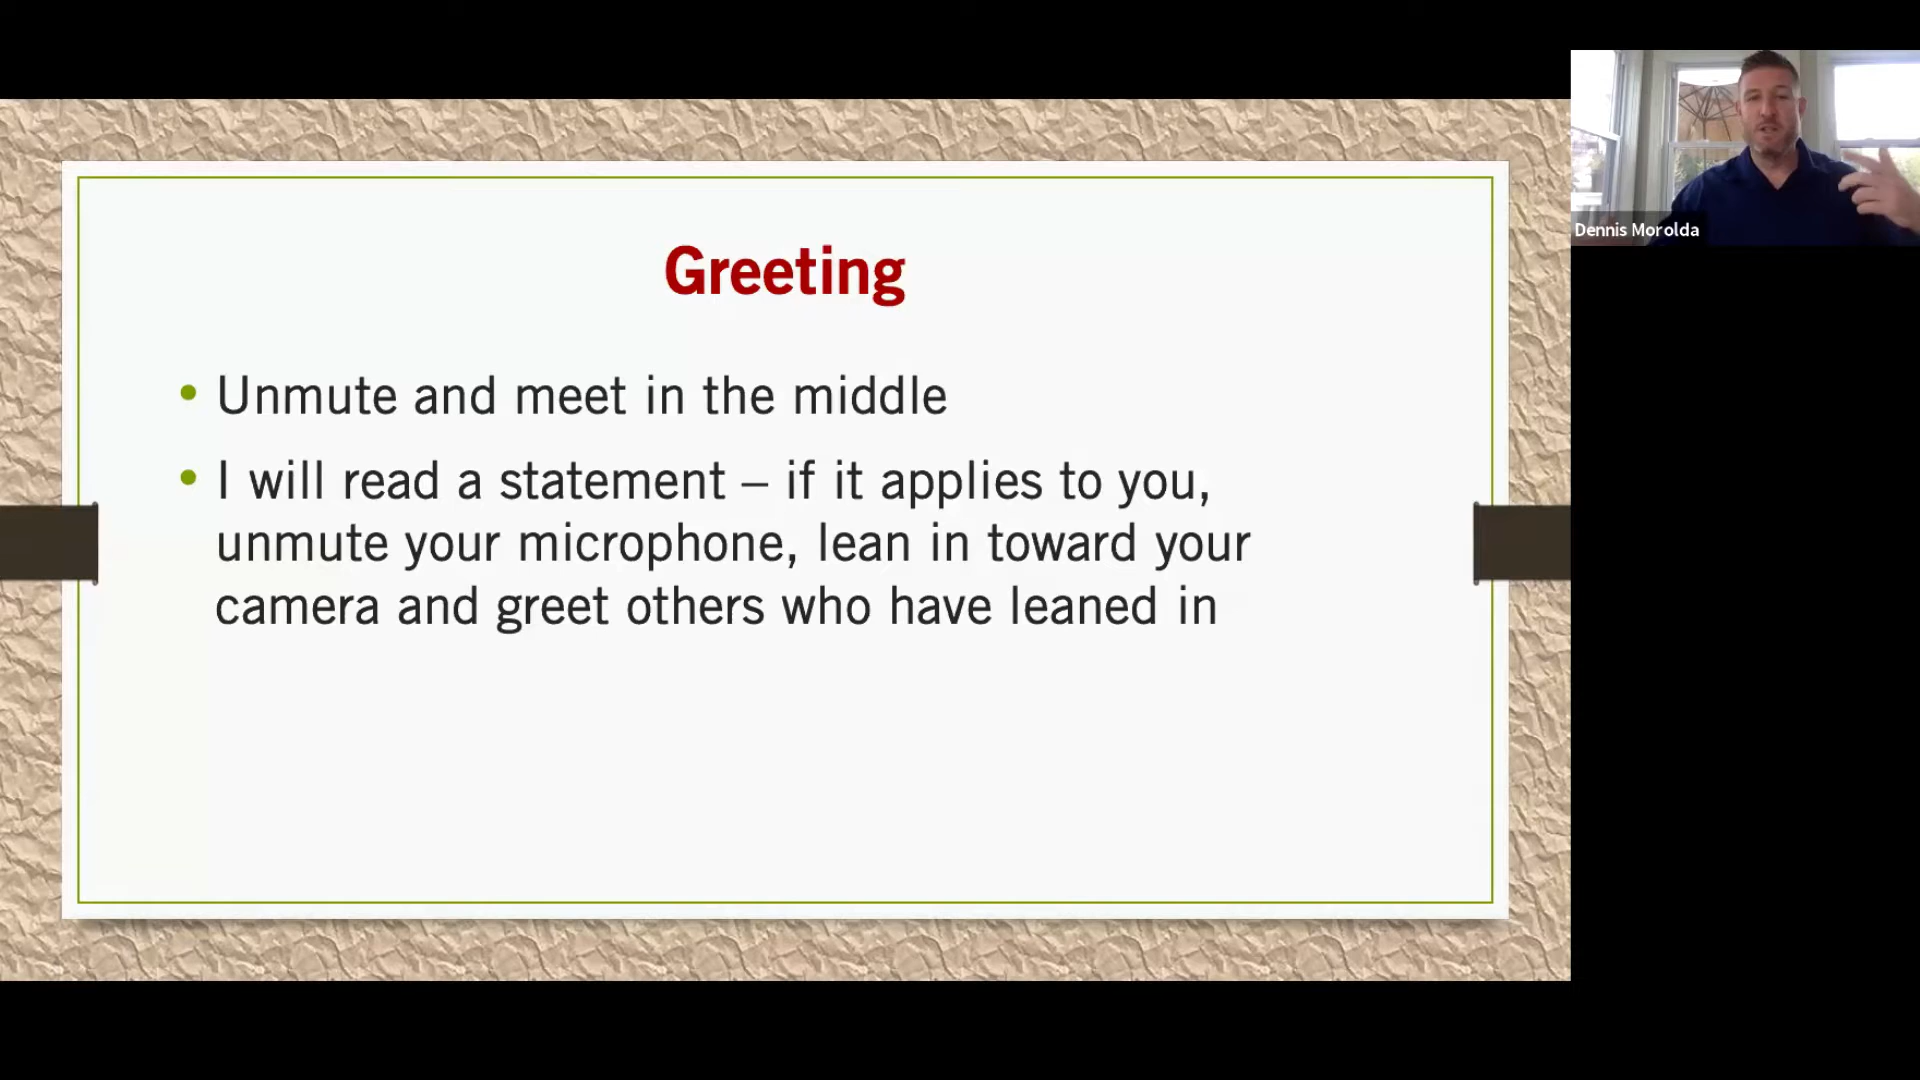 Greeting
• Unmute and meet in the middle
• I will read a statement – if it applies to you,
unmute your microphone, lean in toward your
camera and greet others who have leaned in
Dennis Morolda